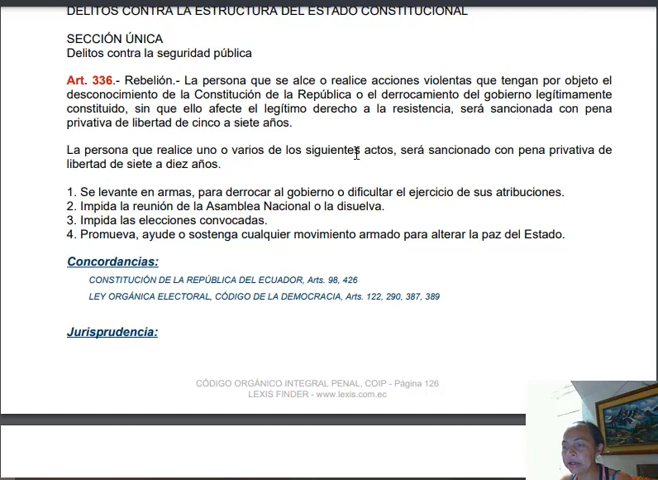 DELITOS CONTRA LA ESTRUCTURA DEL ESTADO CONSTITUCIONAL
SECCIÓN ÚNICA
Delitos contra la seguridad pública
Art. 336.- Rebelión.- La persona que se alce o realice acciones violentas que tengan por objeto el
desconocimiento de la Constitución de la República o el derrocamiento del gobierno legítimamente
constituido, sin que ello afecte el legítimo derecho a la resistencia, será sancionada con pena
privativa de libertad de cinco a siete años.
La persona que realice uno o varios de los siguientes actos, será sancionado con pena privativa de
libertad de siete a diez años.
1. Se levante en armas, para derrocar al gobierno o dificultar el ejercicio de sus atribuciones.
2. Impida la reunión de la Asamblea Nacional o la disuelva.
3. Impida las elecciones convocadas.
4. Promueva, ayude o sostenga cualquier movimiento armado para alterar la paz del Estado.
Concordancias:
CONSTITUCIÓN DE LA REPÚBLICA DEL ECUADOR, Arts. 98, 426
LEY ORGÁNICA ELECTORAL, CÓDIGO DE LA DEMOCRACIA, Arts. 122, 290, 387, 389
Jurisprudencia:
CÓDIGO ORGÁNICO INTEGRAL PENAL, COIP - Página 126
LEXIS FINDER - www.lexis.com.ec